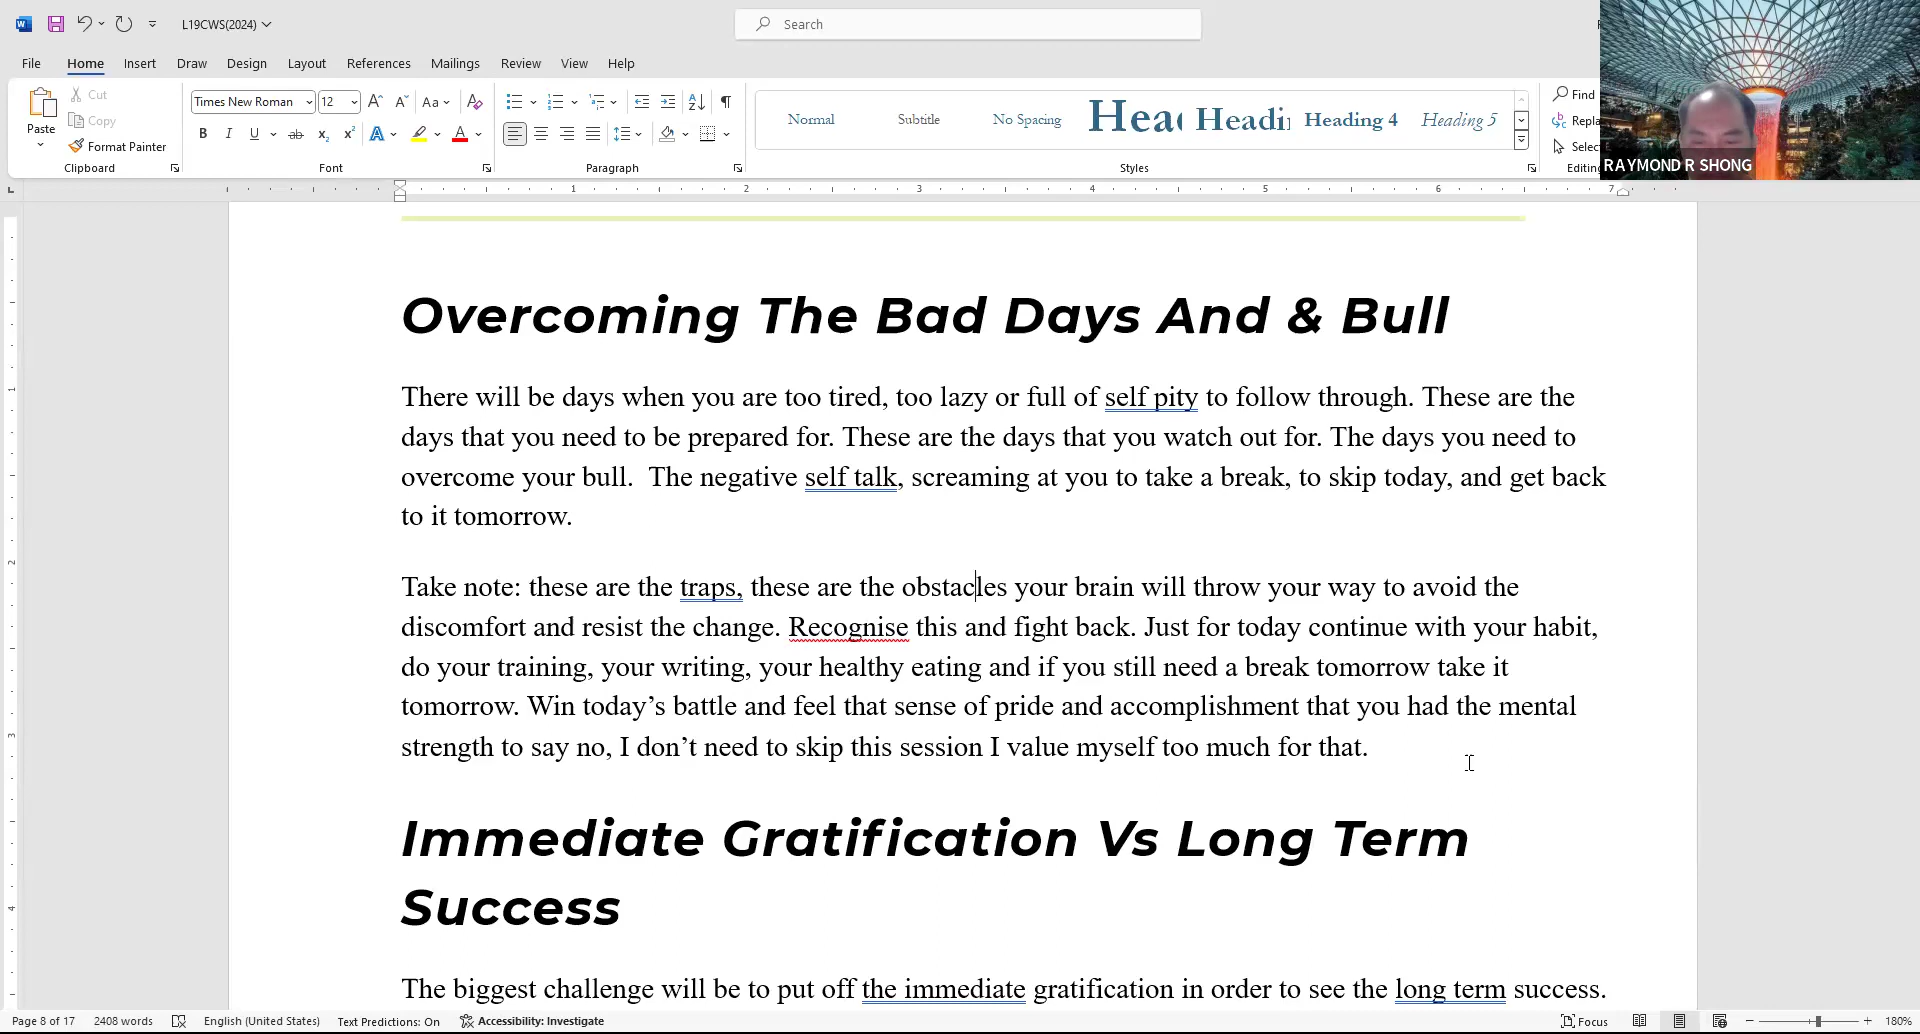 L19CWS(2024)
Search
File Home Insert Draw Design Layout References Mailings Review View Help
Paste
Cut
Copy
Format Painter
Clipboard
Times New Roman 12
Font
Paragraph
Normal Subtitle No Spacing Heading 4 Heading 5
Styles
Find
Editing
RAYMOND R SHONG
1 2 3 4 5 6 7
Overcoming The Bad Days And & Bull
There will be days when you are too tired, too lazy or full of self pity to follow through. These are the
days that you need to be prepared for. These are the days that you watch out for. The days you need to
overcome your bull.  The negative self talk, screaming at you to take a break, to skip today, and get back
to it tomorrow.
Take note: these are the traps, these are the obstacles your brain will throw your way to avoid the
discomfort and resist the change. Recognise this and fight back. Just for today continue with your habit,
do your training, your writing, your healthy eating and if you still need a break tomorrow take it
tomorrow. Win today’s battle and feel that sense of pride and accomplishment that you had the mental
strength to say no, I don’t need to skip this session I value myself too much for that.
Immediate Gratification Vs Long Term
Success
The biggest challenge will be to put off the immediate gratification in order to see the long term success.
Page 8 of 17 2408 words English (United States) Text Predictions: On Accessibility: Investigate Focus 180%